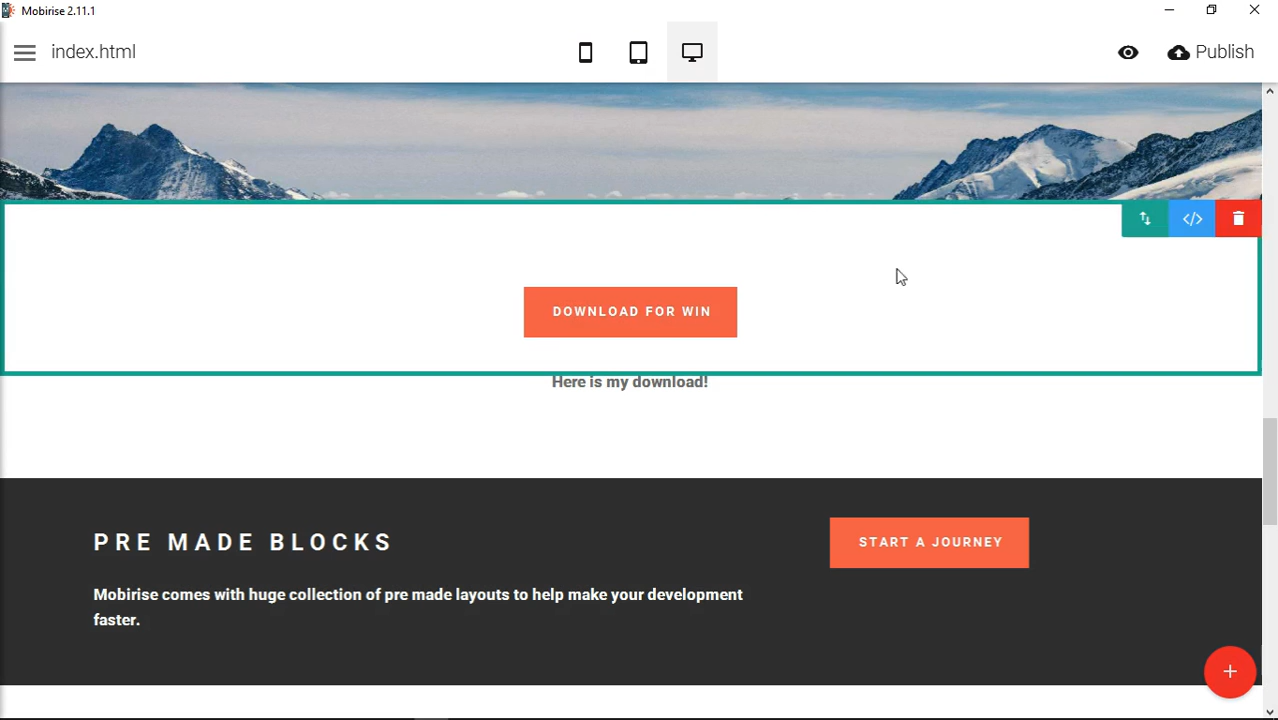 Mobirise 2.11.1
index.html
Publish
</>
DOWNLOAD FOR WIN
Here is my download!
PRE MADE BLOCKS
START A JOURNEY
Mobirise comes with huge collection of pre made layouts to help make your development
faster.